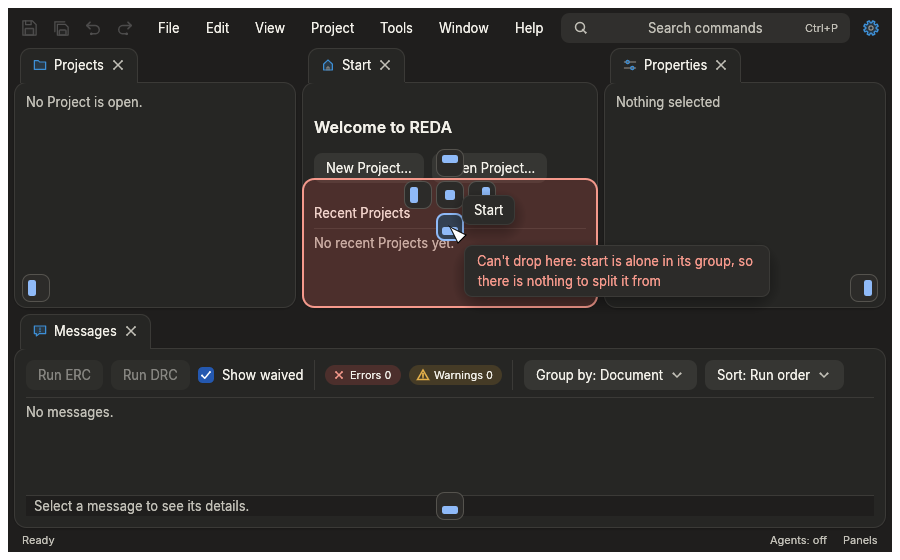 File Edit View Project Tools Window Help Search commands Ctrl+P
Projects
Start
Properties
No Project is open.
Nothing selected
Welcome to REDA
New Project...
en Project...
Recent Projects
Start
No recent Projects yet.
Can't drop here: start is alone in its group, so
there is nothing to split it from
Messages
Run ERC Run DRC Show waived Errors 0 Warnings 0 Group by: Document Sort: Run order
No messages.
Select a message to see its details.
Ready
Agents: off Panels